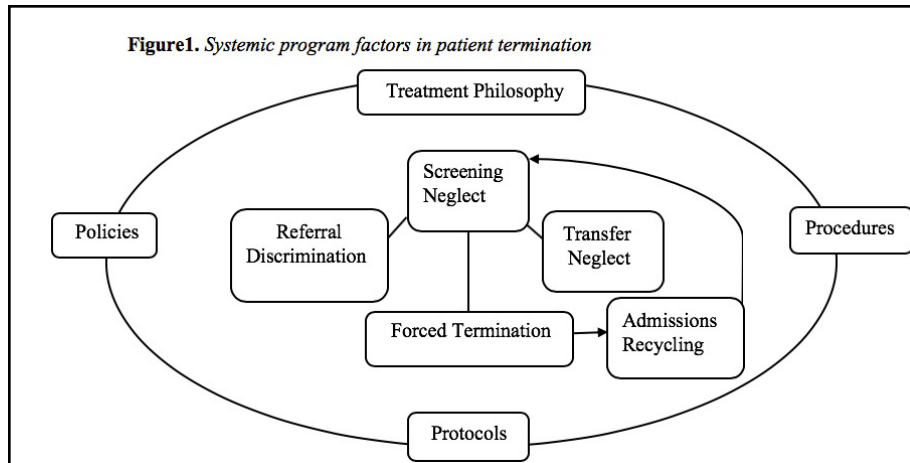 Figure1. Systemic program factors in patient termination
Treatment Philosophy
Screening
Neglect
Policies
Referral
Discrimination
Transfer
Neglect
Procedures
Forced Termination
Admissions
Recycling
Protocols